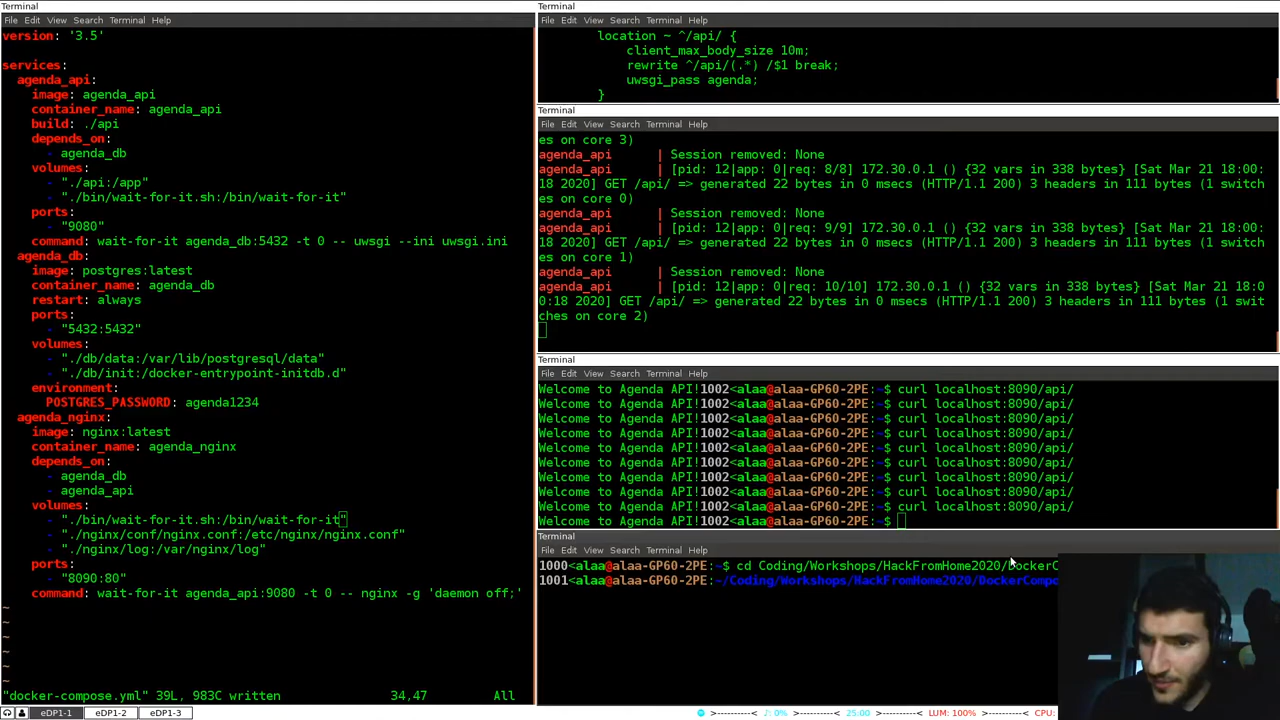 Terminal
File Edit View Search Terminal Help
version: '3.5'
services:
agenda_api:
image: agenda_api
container_name: agenda_api
build: ./api
depends_on:
- agenda_db
volumes:
- "./api:/app"
- "./bin/wait-for-it.sh:/bin/wait-for-it"
ports:
- "9080"
command: wait-for-it agenda_db:5432 -t 0 -- uwsgi --ini uwsgi.ini
agenda_db:
image: postgres:latest
container_name: agenda_db
restart: always
ports:
- "5432:5432"
volumes:
- "./db/data:/var/lib/postgresql/data"
- "./db/init:/docker-entrypoint-initdb.d"
environment:
POSTGRES_PASSWORD: agenda1234
agenda_nginx:
image: nginx:latest
container_name: agenda_nginx
depends_on:
- agenda_db
- agenda_api
volumes:
- "./bin/wait-for-it.sh:/bin/wait-for-it"
- "./nginx/conf/nginx.conf:/etc/nginx/nginx.conf"
- "./nginx/log:/var/nginx/log"
ports:
- "8090:80"
command: wait-for-it agenda_api:9080 -t 0 -- nginx -g 'daemon off;'
~
~
~
~
~
~
"docker-compose.yml" 39L, 983C written 34,47 All
Terminal
File Edit View Search Terminal Help
location ~ ^/api/ {
client_max_body_size 10m;
rewrite ^/api/(.*) /$1 break;
uwsgi_pass agenda;
}
Terminal
File Edit View Search Terminal Help
es on core 3)
agenda_api | Session removed: None
agenda_api | [pid: 12|app: 0|req: 8/8] 172.30.0.1 () {32 vars in 338 bytes} [Sat Mar 21 18:00:
18 2020] GET /api/ => generated 22 bytes in 0 msecs (HTTP/1.1 200) 3 headers in 111 bytes (1 switch
es on core 0)
agenda_api | Session removed: None
agenda_api | [pid: 12|app: 0|req: 9/9] 172.30.0.1 () {32 vars in 338 bytes} [Sat Mar 21 18:00:
18 2020] GET /api/ => generated 22 bytes in 0 msecs (HTTP/1.1 200) 3 headers in 111 bytes (1 switch
es on core 1)
agenda_api | Session removed: None
agenda_api | [pid: 12|app: 0|req: 10/10] 172.30.0.1 () {32 vars in 338 bytes} [Sat Mar 21 18:0
0:18 2020] GET /api/ => generated 22 bytes in 0 msecs (HTTP/1.1 200) 3 headers in 111 bytes (1 swit
ches on core 2)
Terminal
File Edit View Search Terminal Help
Welcome to Agenda API!1002<alaa@alaa-GP60-2PE:~$ curl localhost:8090/api/
Welcome to Agenda API!1002<alaa@alaa-GP60-2PE:~$ curl localhost:8090/api/
Welcome to Agenda API!1002<alaa@alaa-GP60-2PE:~$ curl localhost:8090/api/
Welcome to Agenda API!1002<alaa@alaa-GP60-2PE:~$ curl localhost:8090/api/
Welcome to Agenda API!1002<alaa@alaa-GP60-2PE:~$ curl localhost:8090/api/
Welcome to Agenda API!1002<alaa@alaa-GP60-2PE:~$ curl localhost:8090/api/
Welcome to Agenda API!1002<alaa@alaa-GP60-2PE:~$ curl localhost:8090/api/
Welcome to Agenda API!1002<alaa@alaa-GP60-2PE:~$ curl localhost:8090/api/
Welcome to Agenda API!1002<alaa@alaa-GP60-2PE:~$ curl localhost:8090/api/
Welcome to Agenda API!1002<alaa@alaa-GP60-2PE:~$
Terminal
File Edit View Search Terminal Help
1000<alaa@alaa-GP60-2PE:~$ cd Coding/Workshops/HackFromHome2020/DockerC
1001<alaa@alaa-GP60-2PE:~/Coding/Workshops/HackFromHome2020/DockerComp
eDP1-1 eDP1-2 eDP1-3 >----------< ♪: 0% >----------< 25:00 >----------< LUM: 100% >----------< CPU: